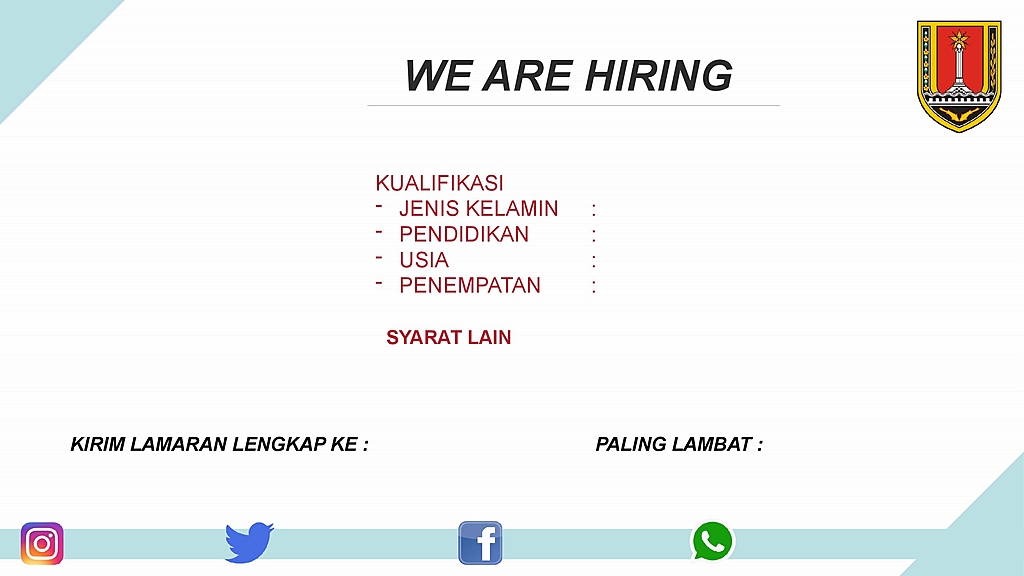 WE ARE HIRING
KUALIFIKASI
- JENIS KELAMIN :
- PENDIDIKAN :
- USIA :
- PENEMPATAN :
SYARAT LAIN
KIRIM LAMARAN LENGKAP KE :
PALING LAMBAT :